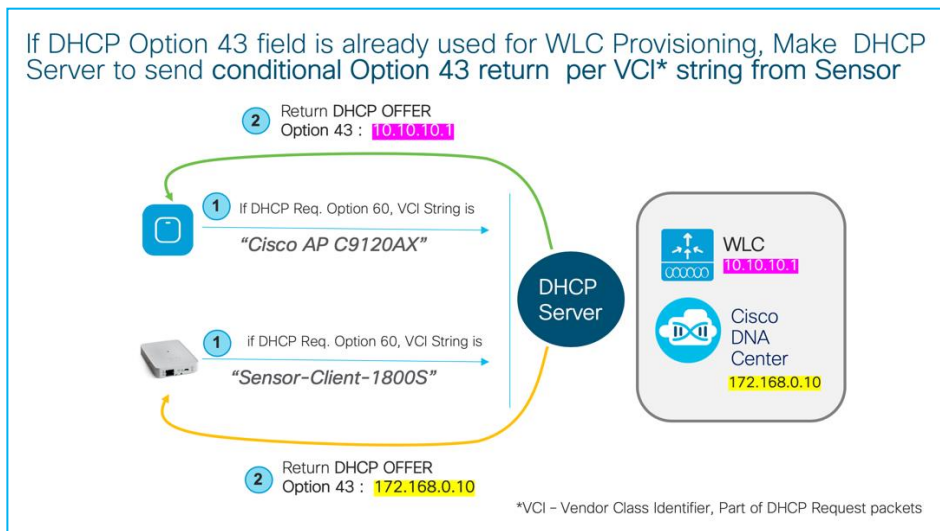 If DHCP Option 43 field is already used for WLC Provisioning, Make DHCP
Server to send conditional Option 43 return per VCI* string from Sensor
2
Return DHCP OFFER
Option 43 : 10.10.10.1
1
If DHCP Req. Option 60, VCI String is
“Cisco AP C9120AX”
DHCP
Server
WLC
10.10.10.1
Cisco
DNA
Center
172.168.0.10
1
if DHCP Req. Option 60, VCI String is
“Sensor-Client-1800S”
2
Return DHCP OFFER
Option 43 : 172.168.0.10
*VCI – Vendor Class Identifier, Part of DHCP Request packets